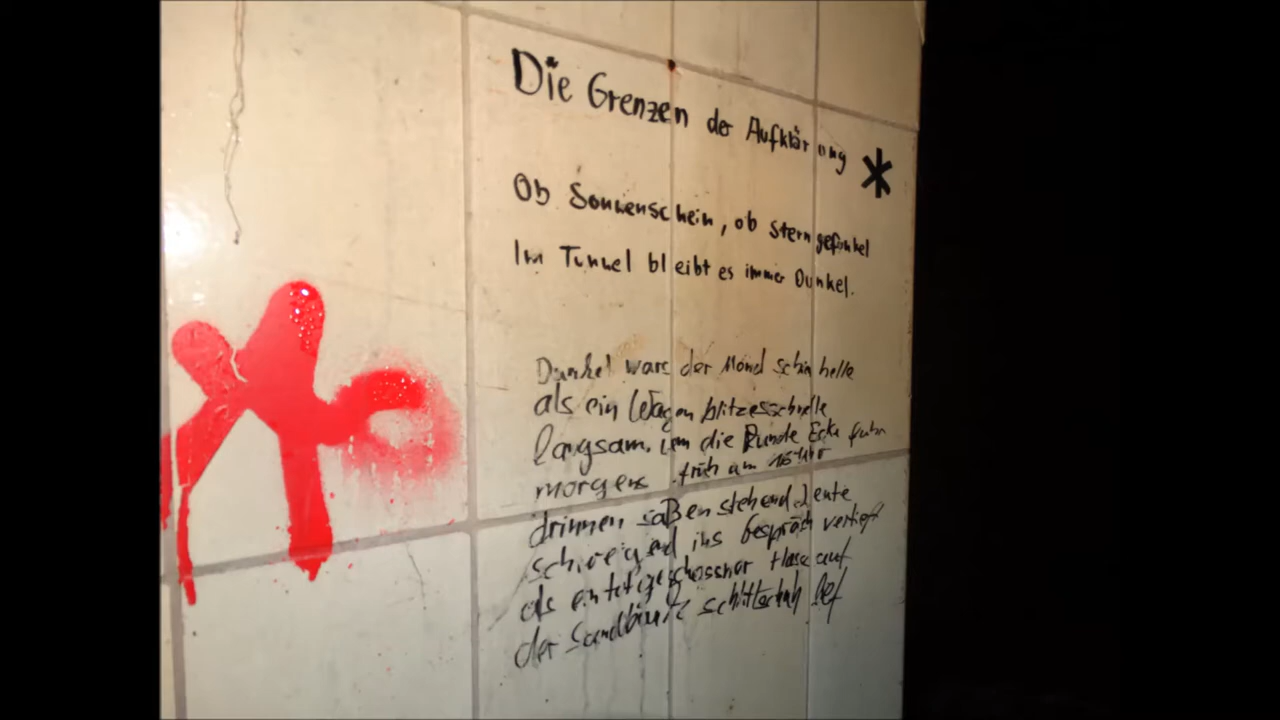 Die Grenzen der Aufklärung *
Ob Sonnenschein, ob Sterngefunkel
Im Tunnel bleibt es immer Dunkel.
Dunkel wars der Mond schin helle
als ein Wagen blitzesschnelle
langsam um die Runde Ecke fuhr
morgens früh um 16 Uhr
drinnen saßen stehend Leute
schweigend ins Gespräch vertieft
als ein totgeschossner Hase auf
der Sandbank schlittschuh lief